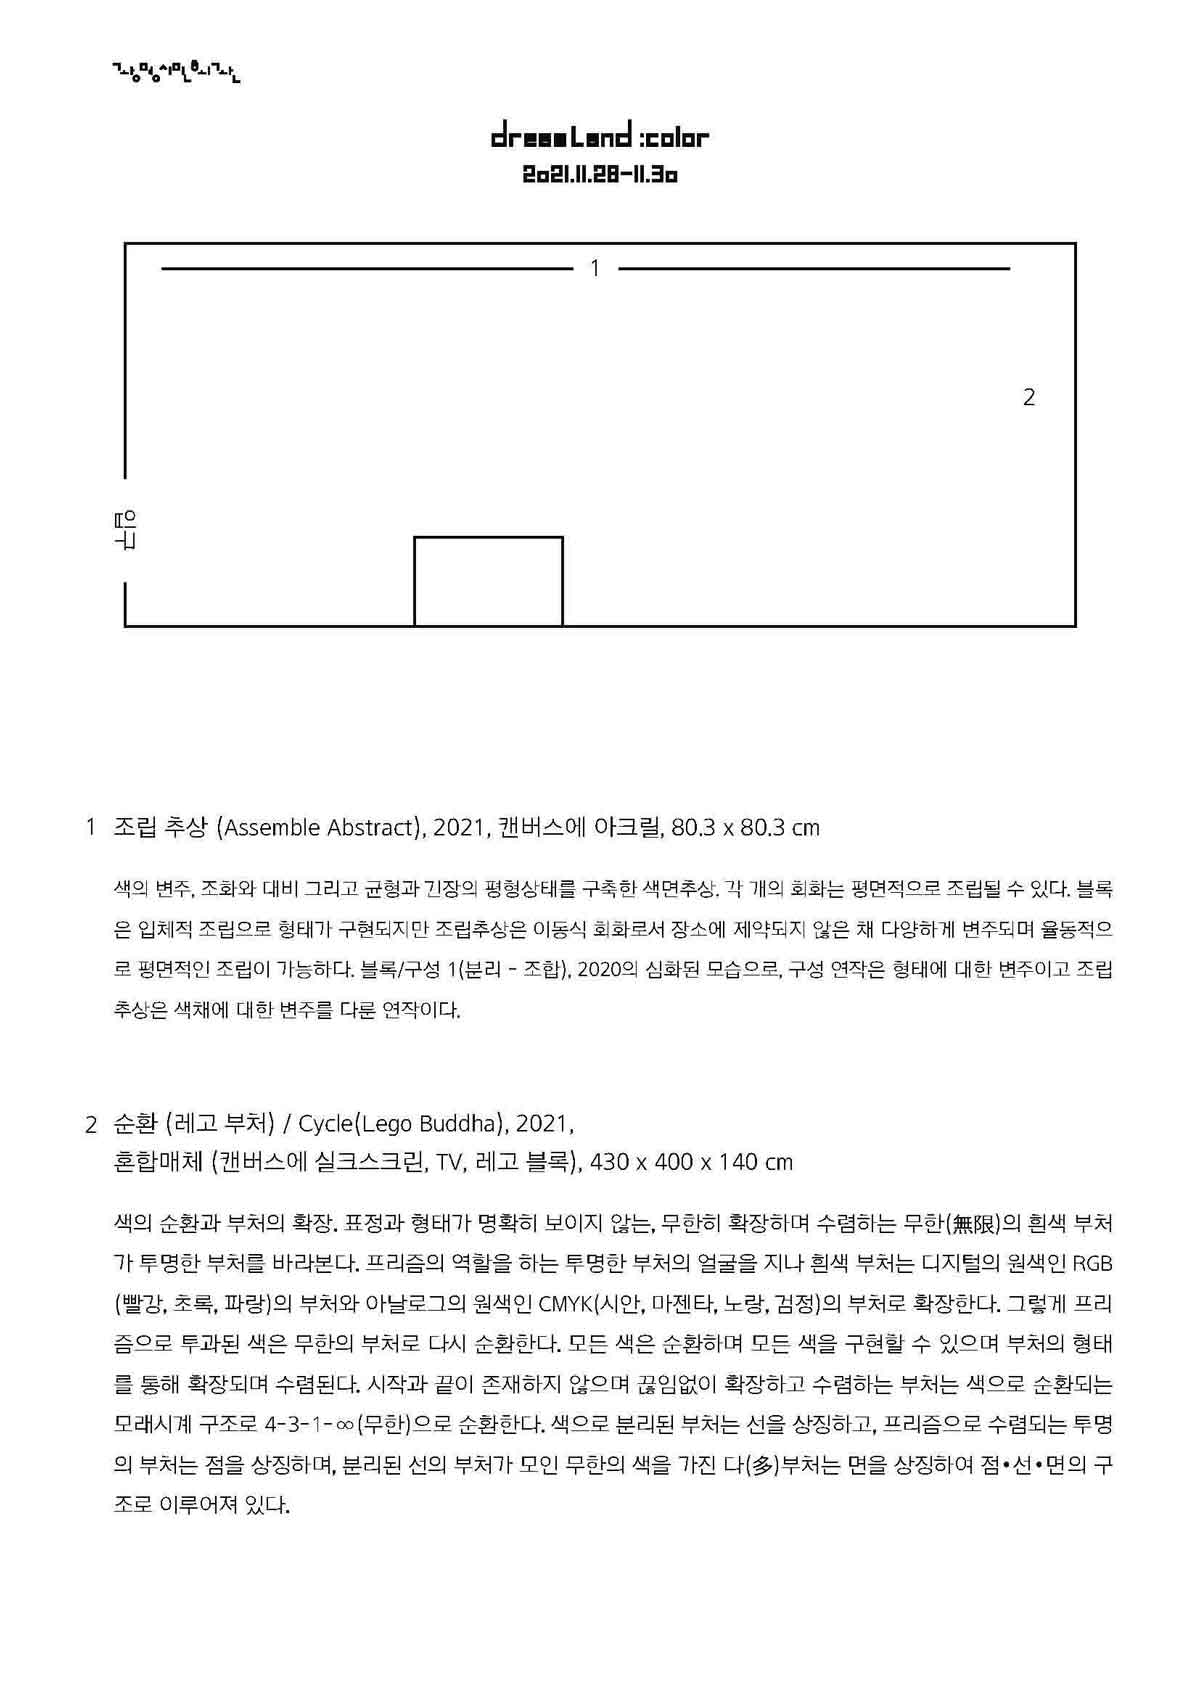 광명시민회관
:color
2021.11.28-11.30
1
2
입구
1 조립 추상 (Assemble Abstract), 2021, 캔버스에 아크릴, 80.3 x 80.3 cm
색의 변주, 조화와 대비 그리고 균형과 긴장의 평형상태를 구축한 색면추상. 각 개의 회화는 평면적으로 조립될 수 있다. 블록
은 입체적 조립으로 형태가 구현되지만 조립추상은 이동식 회화로서 장소에 제약되지 않은 채 다양하게 변주되며 율동적으
로 평면적인 조립이 가능하다. 블록/구성 1(분리 - 조합), 2020의 심화된 모습으로, 구성 연작은 형태에 대한 변주이고 조립
추상은 색채에 대한 변주를 다룬 연작이다.
2 순환 (레고 부처) / Cycle(Lego Buddha), 2021,
혼합매체 (캔버스에 실크스크린, TV, 레고 블록), 430 x 400 x 140 cm
색의 순환과 부처의 확장. 표정과 형태가 명확히 보이지 않는, 무한히 확장하며 수렴하는 무한(無限)의 흰색 부처
가 투명한 부처를 바라본다. 프리즘의 역할을 하는 투명한 부처의 얼굴을 지나 흰색 부처는 디지털의 원색인 RGB
(빨강, 초록, 파랑)의 부처와 아날로그의 원색인 CMYK(시안, 마젠타, 노랑, 검정)의 부처로 확장한다. 그렇게 프리
즘으로 투과된 색은 무한의 부처로 다시 순환한다. 모든 색은 순환하며 모든 색을 구현할 수 있으며 부처의 형태
를 통해 확장되며 수렴된다. 시작과 끝이 존재하지 않으며 끊임없이 확장하고 수렴하는 부처는 색으로 순환되는
모래시계 구조로 4-3-1-∞(무한)으로 순환한다. 색으로 분리된 부처는 선을 상징하고, 프리즘으로 수렴되는 투명
의 부처는 점을 상징하며, 분리된 선의 부처가 모인 무한의 색을 가진 다(多)부처는 면을 상징하여 점•선•면의 구
조로 이루어져 있다.